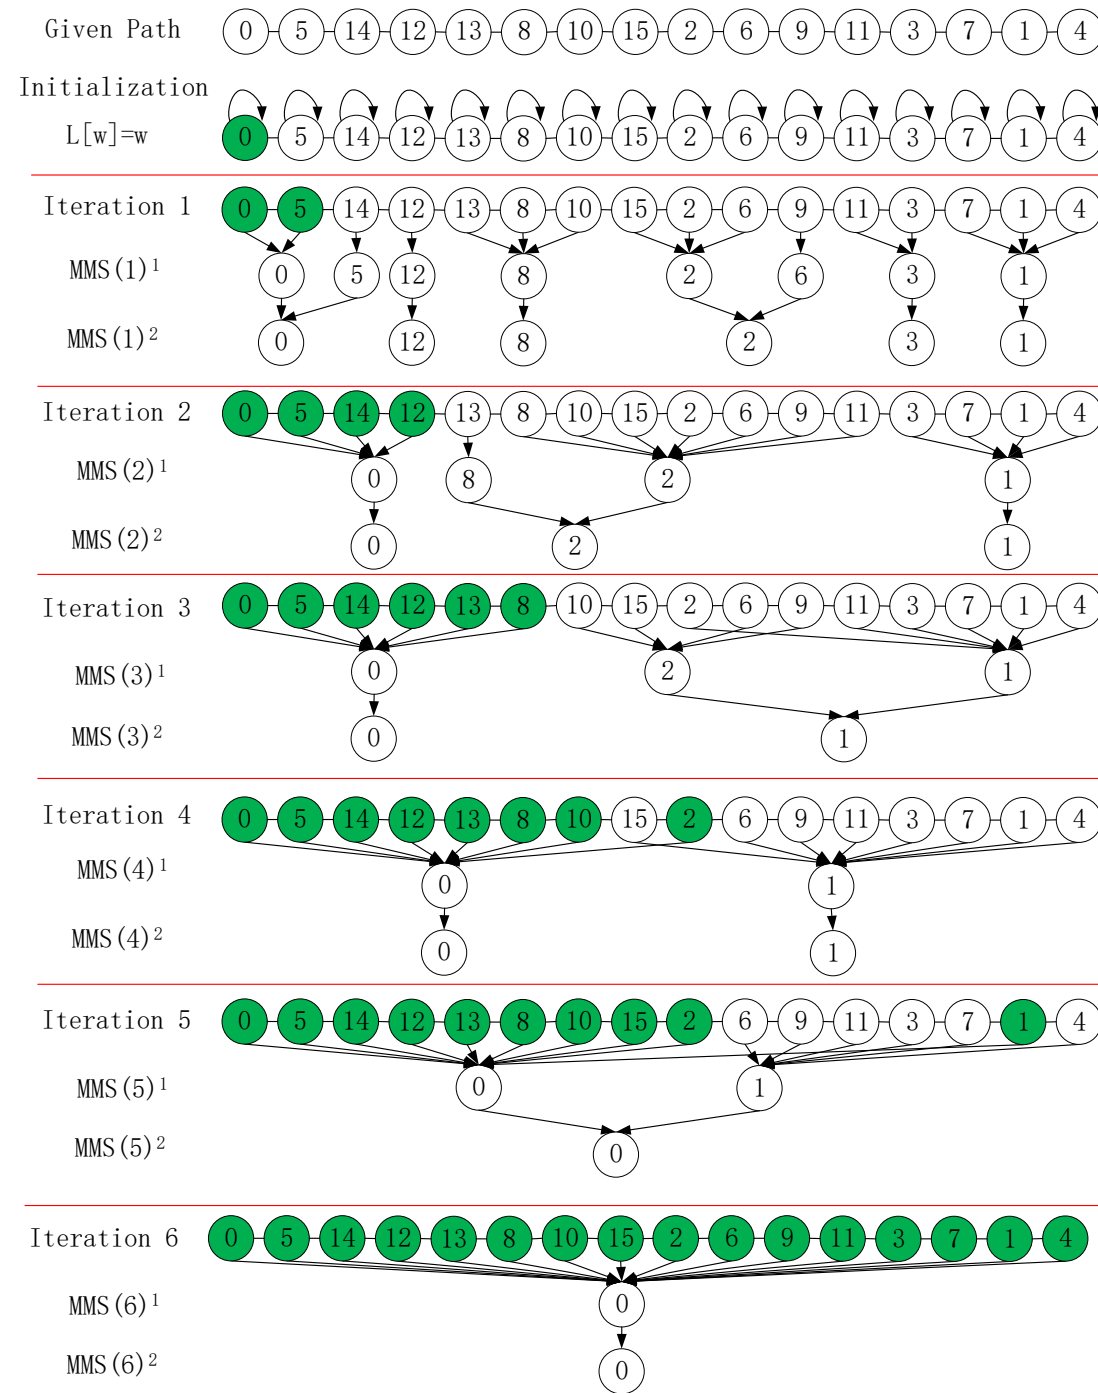 Given Path 0 5 14 12 13 8 10 15 2 6 9 11 3 7 1 4
Initialization
L[w]=w 0 5 14 12 13 8 10 15 2 6 9 11 3 7 1 4
Iteration 1 0 5 14 12 13 8 10 15 2 6 9 11 3 7 1 4
MMS(1)¹ 0 5 12 8 2 6 3 1
MMS(1)² 0 12 8 2 3 1
Iteration 2 0 5 14 12 13 8 10 15 2 6 9 11 3 7 1 4
MMS(2)¹ 0 8 2 1
MMS(2)² 0 2 1
Iteration 3 0 5 14 12 13 8 10 15 2 6 9 11 3 7 1 4
MMS(3)¹ 0 2 1
MMS(3)² 0 1
Iteration 4 0 5 14 12 13 8 10 15 2 6 9 11 3 7 1 4
MMS(4)¹ 0 1
MMS(4)² 0 1
Iteration 5 0 5 14 12 13 8 10 15 2 6 9 11 3 7 1 4
MMS(5)¹ 0 1
MMS(5)² 0
Iteration 6 0 5 14 12 13 8 10 15 2 6 9 11 3 7 1 4
MMS(6)¹ 0
MMS(6)² 0